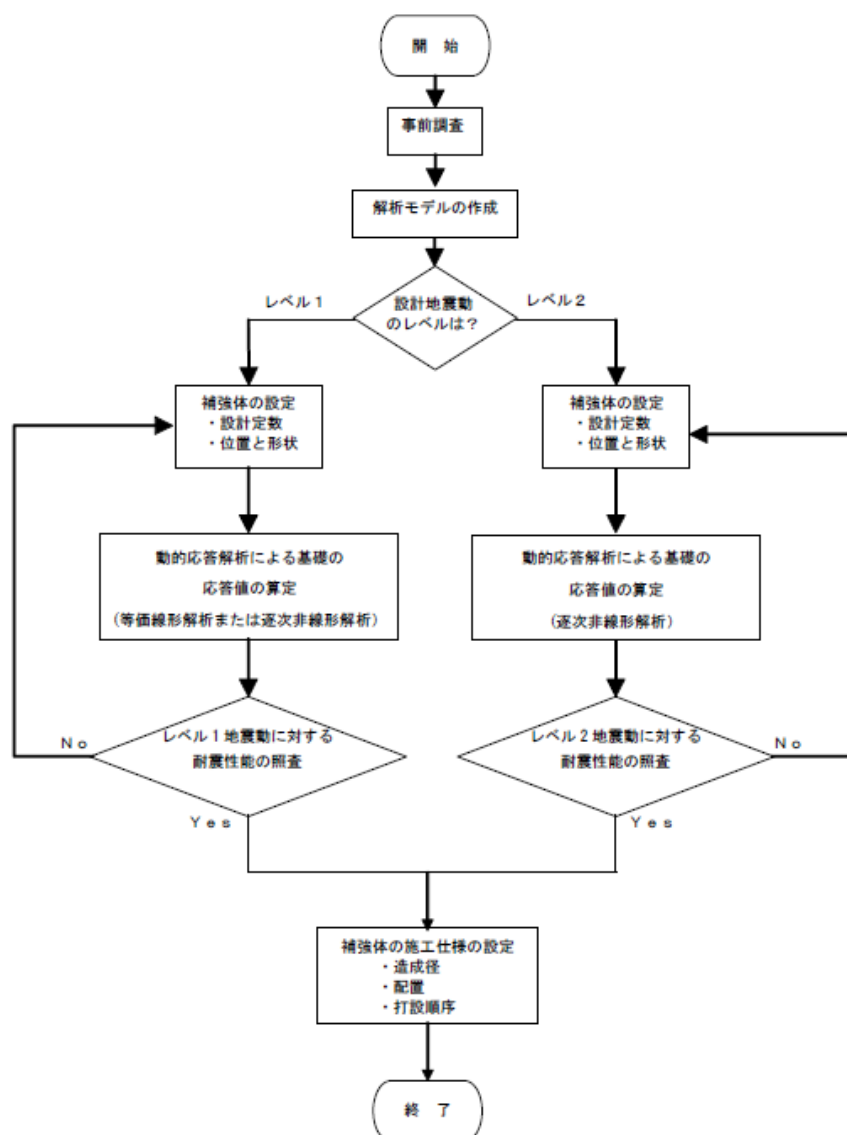 開 始
事前調査
解析モデルの作成
設計地震動
のレベルは？
レベル１
レベル２
補強体の設定
・設計定数
・位置と形状
補強体の設定
・設計定数
・位置と形状
動的応答解析による基礎の
応答値の算定
(等価線形解析または逐次非線形解析)
動的応答解析による基礎の
応答値の算定
(逐次非線形解析)
レベル１地震動に対する
耐震性能の照査
Ｎｏ
Ｙｅｓ
レベル２地震動に対する
耐震性能の照査
Ｎｏ
Ｙｅｓ
補強体の施工仕様の設定
・造成径
・配置
・打設順序
終 了